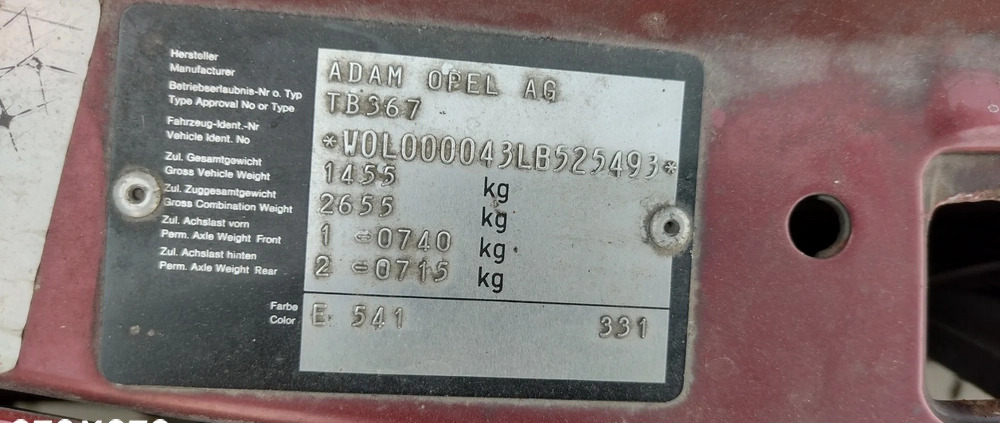 Hersteller
Manufacturer
ADAM OPEL AG
Betriebserlaubnis-Nr o. Typ
Type Approval No or Type
TB367
Fahrzeug-Ident.-Nr
Vehicle Ident. No
*W0L000043LB525493*
Zul. Gesamtgewicht
Gross Vehicle Weight
1455 kg
Zul. Zuggesamtgewicht
Gross Combination Weight
2655 kg
Zul. Achslast vorn
Perm. Axle Weight Front
1 -0740 kg
Zul. Achslast hinten
Perm. Axle Weight Rear
2 -0715 kg
Farbe
Color
E 541 331